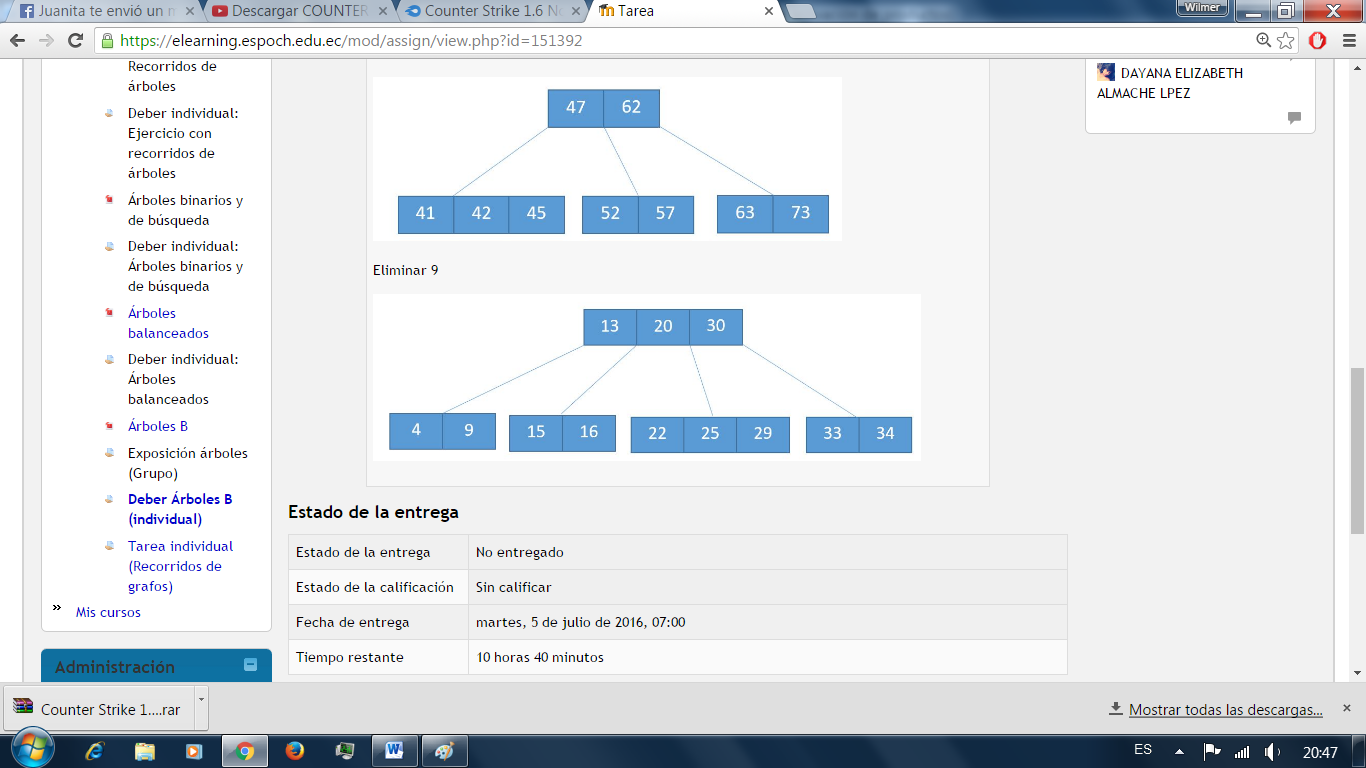 Juanita te envió un m
Descargar COUNTER
Counter Strike 1.6 No
Tarea
Wilmer
https://elearning.espoch.edu.ec/mod/assign/view.php?id=151392
Recorridos de
árboles
Deber individual:
Ejercicio con
recorridos de
árboles
Árboles binarios y
de búsqueda
Deber individual:
Árboles binarios y
de búsqueda
Árboles
balanceados
Deber individual:
Árboles
balanceados
Árboles B
Exposición árboles
(Grupo)
Deber Árboles B
(individual)
Tarea individual
(Recorridos de
grafos)
Mis cursos
Administración
47 62
41 42 45 52 57 63 73
Eliminar 9
13 20 30
4 9 15 16 22 25 29 33 34
Estado de la entrega
Estado de la entrega No entregado
Estado de la calificación Sin calificar
Fecha de entrega martes, 5 de julio de 2016, 07:00
Tiempo restante 10 horas 40 minutos
DAYANA ELIZABETH
ALMACHE LPEZ
Counter Strike 1....rar
Mostrar todas las descargas...
ES
20:47